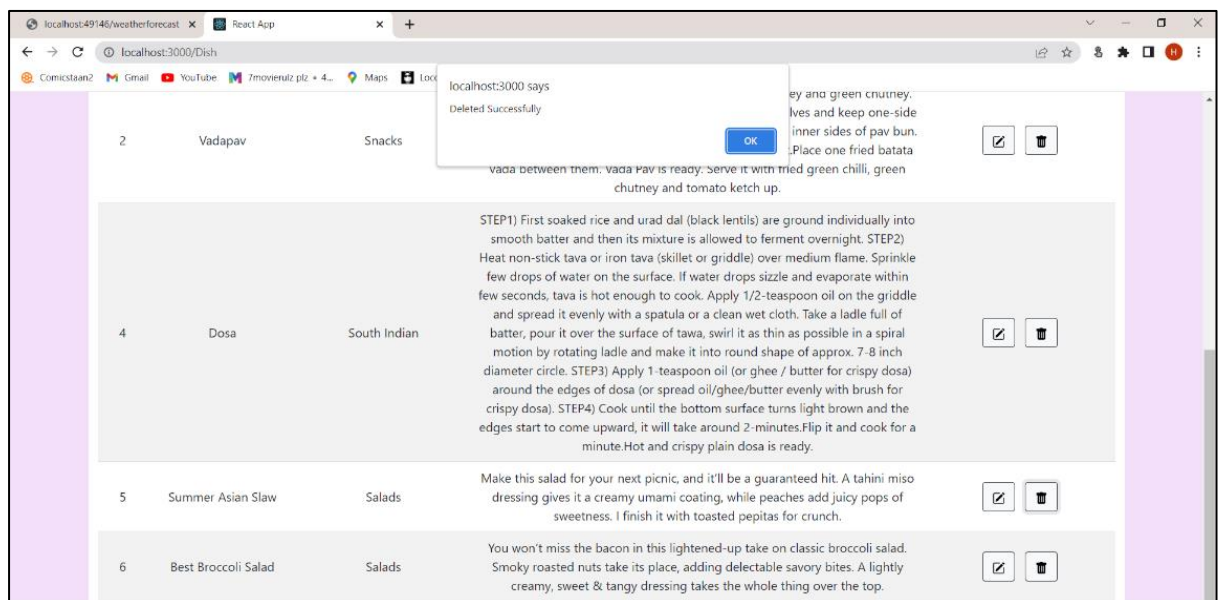 localhost:49146/weatherforecast
React App
localhost:3000/Dish
Comicstaan2 Gmail YouTube 7movierulz plz + 4... Maps
localhost:3000 says
Deleted Successfully
OK
ey and green chutney.
lves and keep one-side
inner sides of pav bun.
.Place one fried batata
2 Vadapav Snacks
vada between them. Vada Pav is ready. Serve it with fried green chilli, green
chutney and tomato ketch up.
STEP1) First soaked rice and urad dal (black lentils) are ground individually into
smooth batter and then its mixture is allowed to ferment overnight. STEP2)
Heat non-stick tava or iron tava (skillet or griddle) over medium flame. Sprinkle
few drops of water on the surface. If water drops sizzle and evaporate within
few seconds, tava is hot enough to cook. Apply 1/2-teaspoon oil on the griddle
and spread it evenly with a spatula or a clean wet cloth. Take a ladle full of
4 Dosa South Indian batter, pour it over the surface of tawa, swirl it as thin as possible in a spiral
motion by rotating ladle and make it into round shape of approx. 7-8 inch
diameter circle. STEP3) Apply 1-teaspoon oil (or ghee / butter for crispy dosa)
around the edges of dosa (or spread oil/ghee/butter evenly with brush for
crispy dosa). STEP4) Cook until the bottom surface turns light brown and the
edges start to come upward, it will take around 2-minutes.Flip it and cook for a
minute.Hot and crispy plain dosa is ready.
Make this salad for your next picnic, and it'll be a guaranteed hit. A tahini miso
5 Summer Asian Slaw Salads dressing gives it a creamy umami coating, while peaches add juicy pops of
sweetness. I finish it with toasted pepitas for crunch.
You won't miss the bacon in this lightened-up take on classic broccoli salad.
6 Best Broccoli Salad Salads Smoky roasted nuts take its place, adding delectable savory bites. A lightly
creamy, sweet & tangy dressing takes the whole thing over the top.